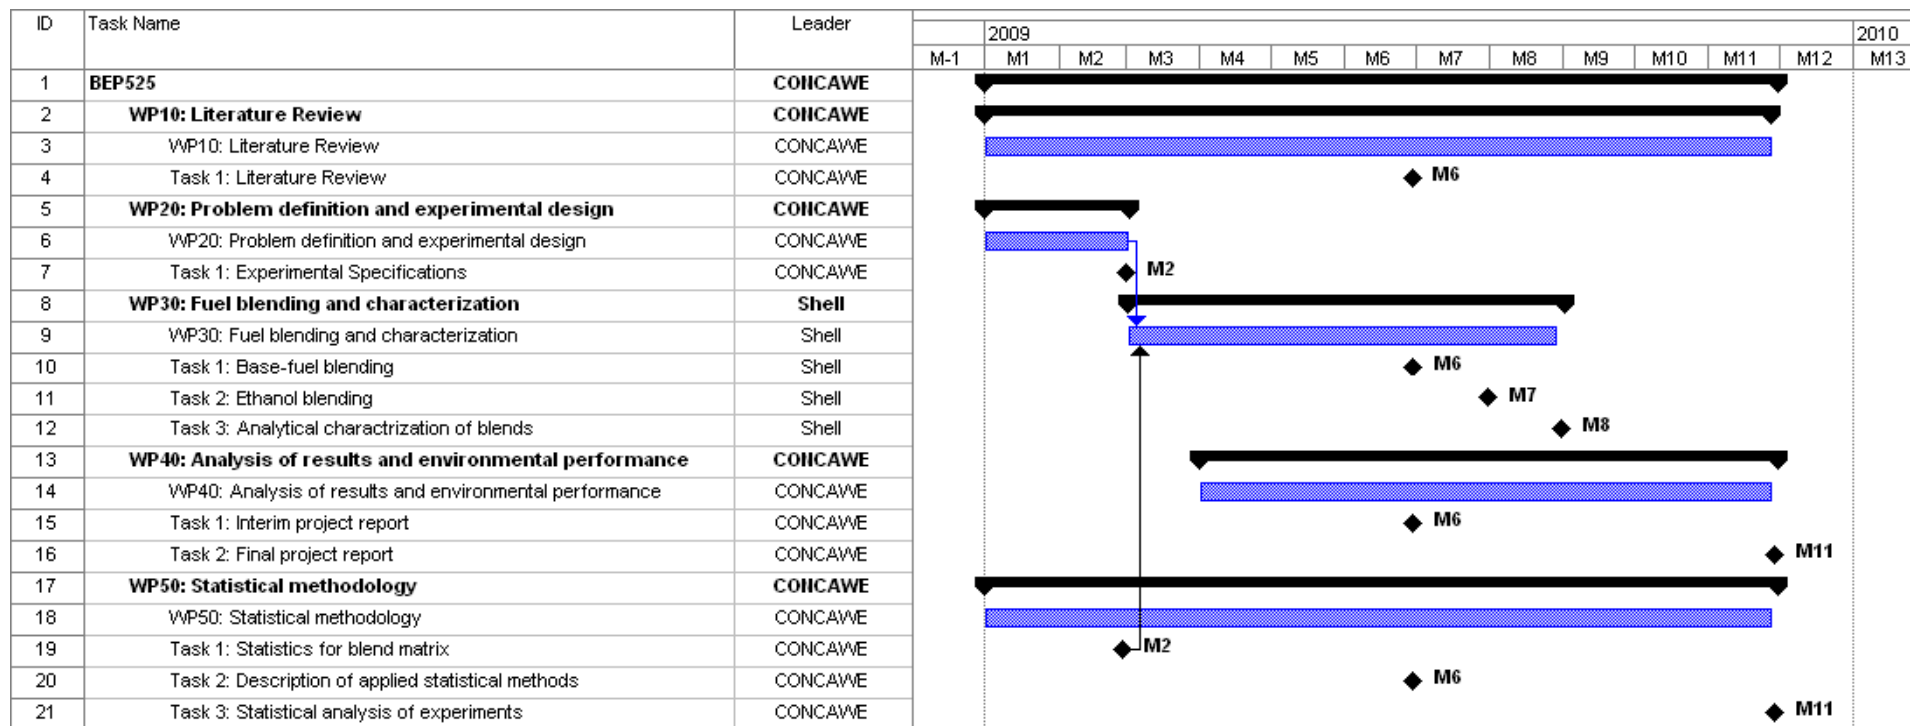 ID Task Name Leader 2009 2010
M-1 M1 M2 M3 M4 M5 M6 M7 M8 M9 M10 M11 M12 M13
1 BEP525 CONCAWE
2 WP10: Literature Review CONCAWE
3 WP10: Literature Review CONCAWE
4 Task 1: Literature Review CONCAWE M6
5 WP20: Problem definition and experimental design CONCAWE
6 WP20: Problem definition and experimental design CONCAWE
7 Task 1: Experimental Specifications CONCAWE M2
8 WP30: Fuel blending and characterization Shell
9 WP30: Fuel blending and characterization Shell
10 Task 1: Base-fuel blending Shell M6
11 Task 2: Ethanol blending Shell M7
12 Task 3: Analytical charactrization of blends Shell M8
13 WP40: Analysis of results and environmental performance CONCAWE
14 WP40: Analysis of results and environmental performance CONCAWE
15 Task 1: Interim project report CONCAWE M6
16 Task 2: Final project report CONCAWE M11
17 WP50: Statistical methodology CONCAWE
18 WP50: Statistical methodology CONCAWE
19 Task 1: Statistics for blend matrix CONCAWE M2
20 Task 2: Description of applied statistical methods CONCAWE M6
21 Task 3: Statistical analysis of experiments CONCAWE M11